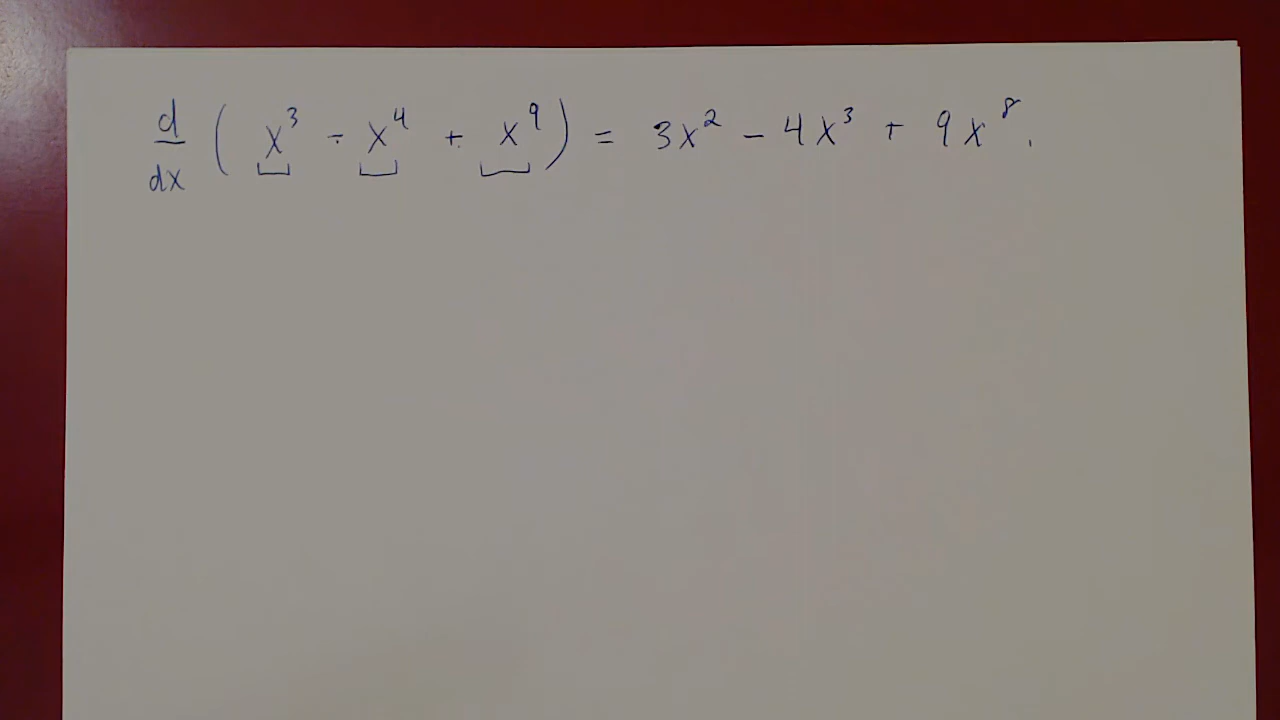 d/dx ( x³ - x⁴ + x⁹ ) = 3x² - 4x³ + 9x⁸.